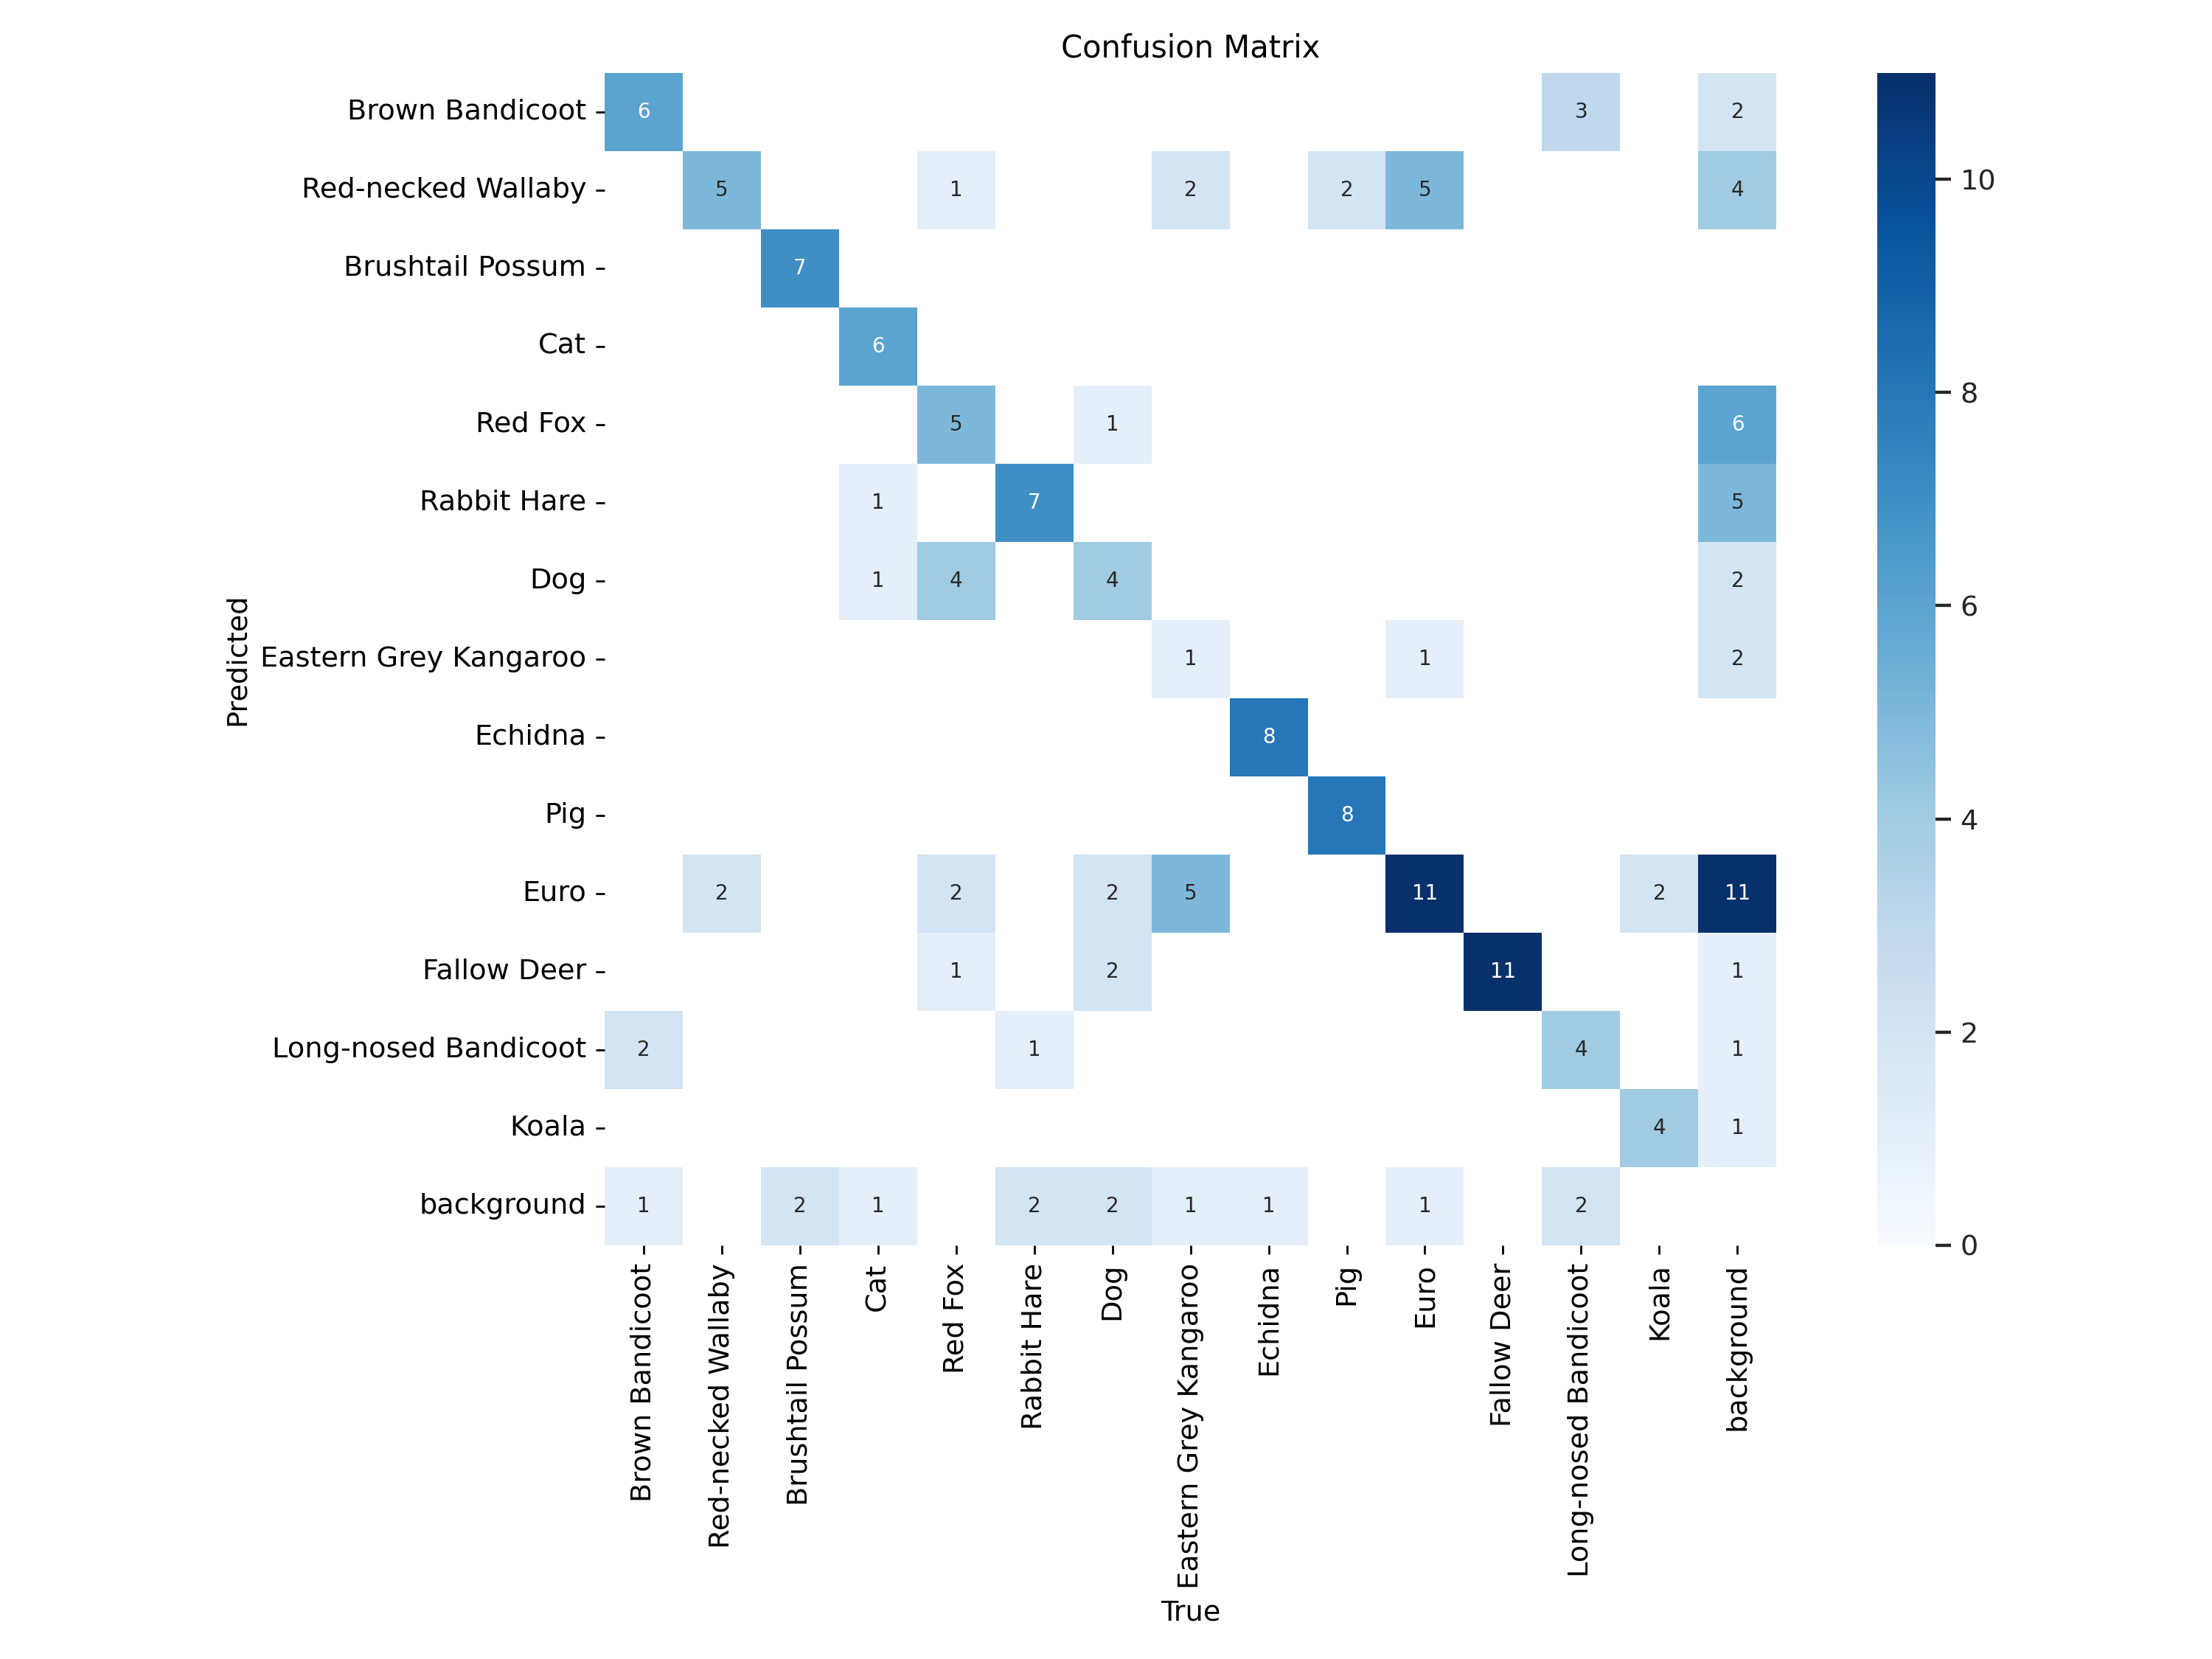 Confusion Matrix
Brown Bandicoot 6 3 2
Red-necked Wallaby 5 1 2 2 5 4
10
Brushtail Possum 7
Cat 6
8
Red Fox 5 1 6
Rabbit Hare 1 7 5
Dog 1 4 4 2
6
Predicted
Eastern Grey Kangaroo 1 1 2
Echidna 8
Pig 8
4
Euro 2 2 2 5 11 2 11
Fallow Deer 1 2 11 1
2
Long-nosed Bandicoot 2 1 4 1
Koala 4 1
background 1 2 1 2 2 1 1 1 2
0
Brown Bandicoot
Red-necked Wallaby
Brushtail Possum
Cat
Red Fox
Rabbit Hare
Dog
Eastern Grey Kangaroo
Echidna
Pig
Euro
Fallow Deer
Long-nosed Bandicoot
Koala
background
True